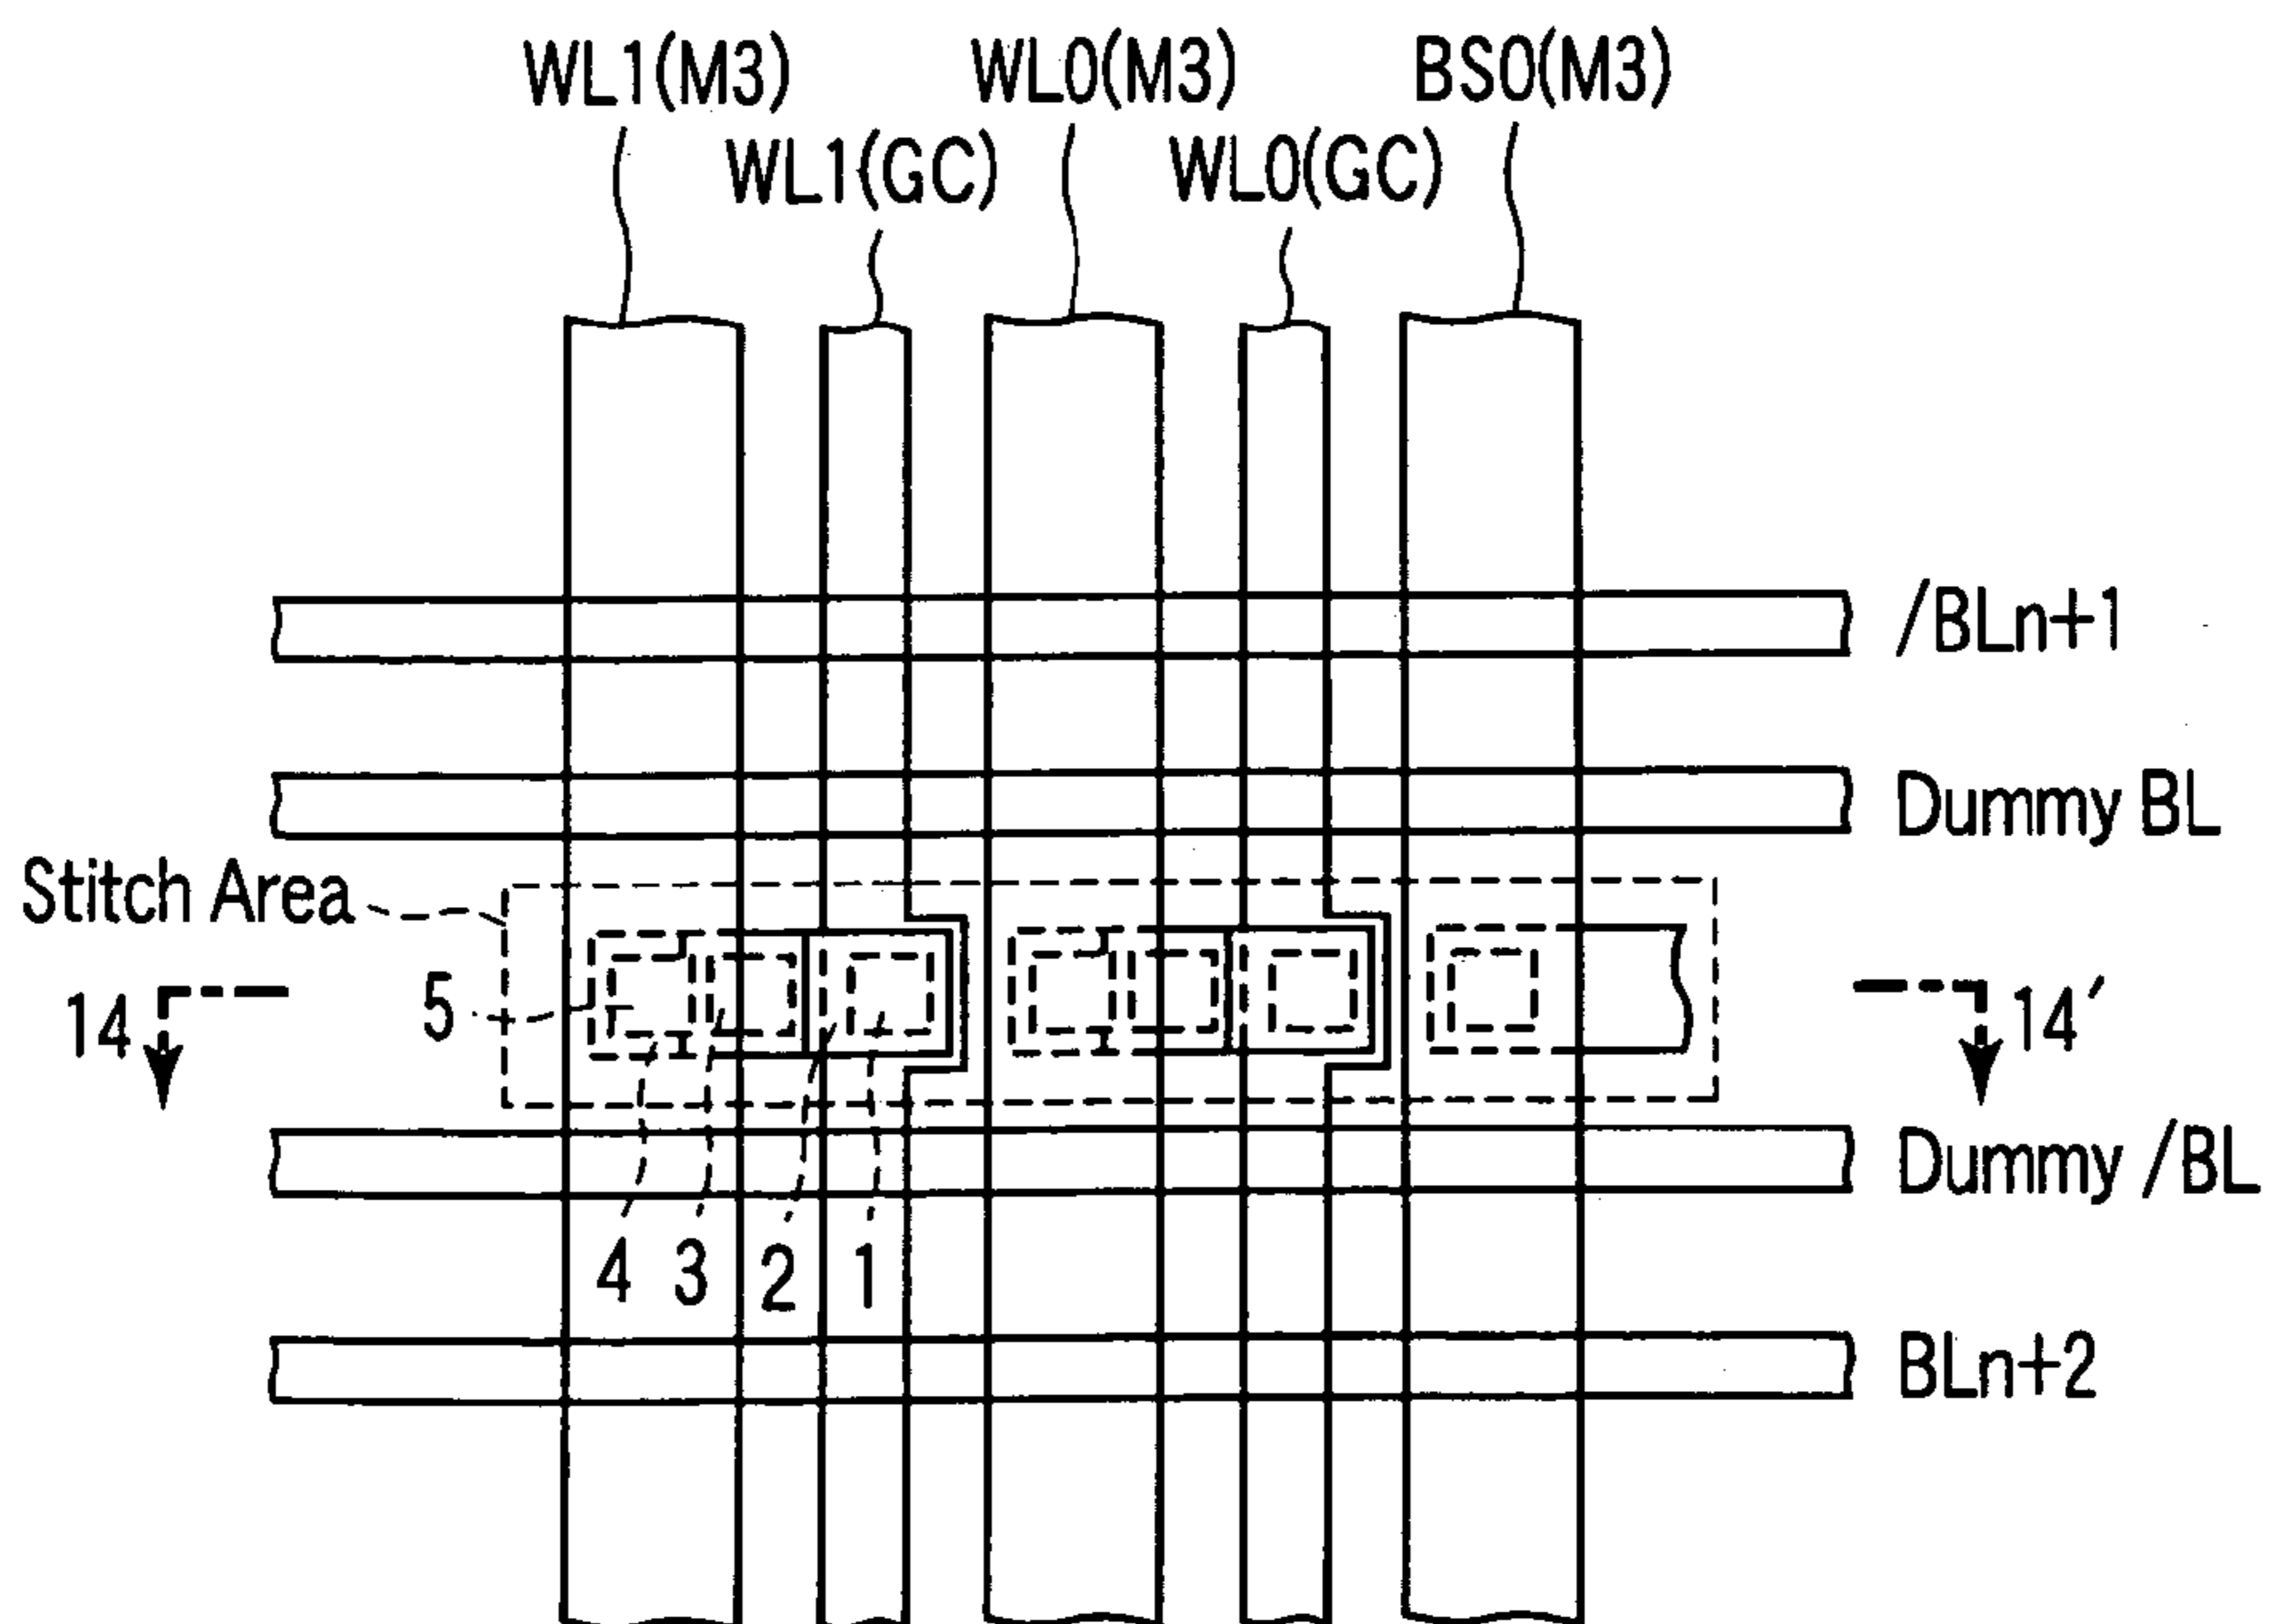 WL1(M3)
WL0(M3)
BS0(M3)
WL1(GC)
WL0(GC)
/BLn+1
Dummy BL
Stitch Area
5
14
14′
Dummy /BL
4
3
2
1
BLn+2